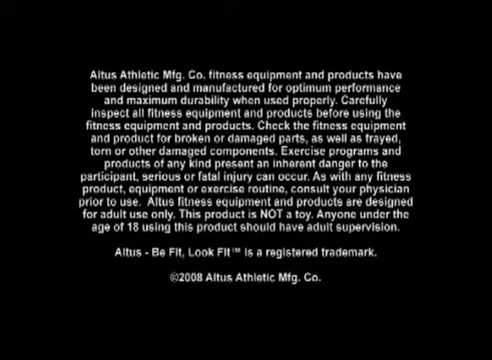 Altus Athletic Mfg. Co. fitness equipment and products have
been designed and manufactured for optimum performance
and maximum durability when used properly. Carefully
inspect all fitness equipment and products before using the
fitness equipment and products. Check the fitness equipment
and product for broken or damaged parts, as well as frayed,
torn or other damaged components. Exercise programs and
products of any kind present an inherent danger to the
participant, serious or fatal injury can occur. As with any fitness
product, equipment or exercise routine, consult your physician
prior to use. Altus fitness equipment and products are designed
for adult use only. This product is NOT a toy. Anyone under the
age of 18 using this product should have adult supervision.
Altus - Be Fit, Look Fit™ is a registered trademark.
©2008 Altus Athletic Mfg. Co.